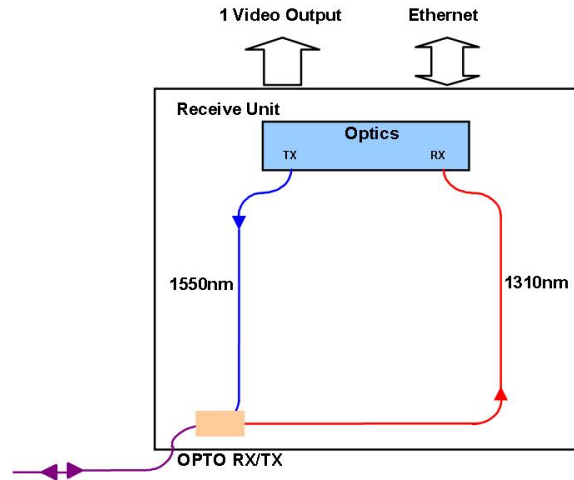 1 Video Output
Ethernet
Receive Unit
Optics
TX
RX
1550nm
1310nm
OPTO RX/TX